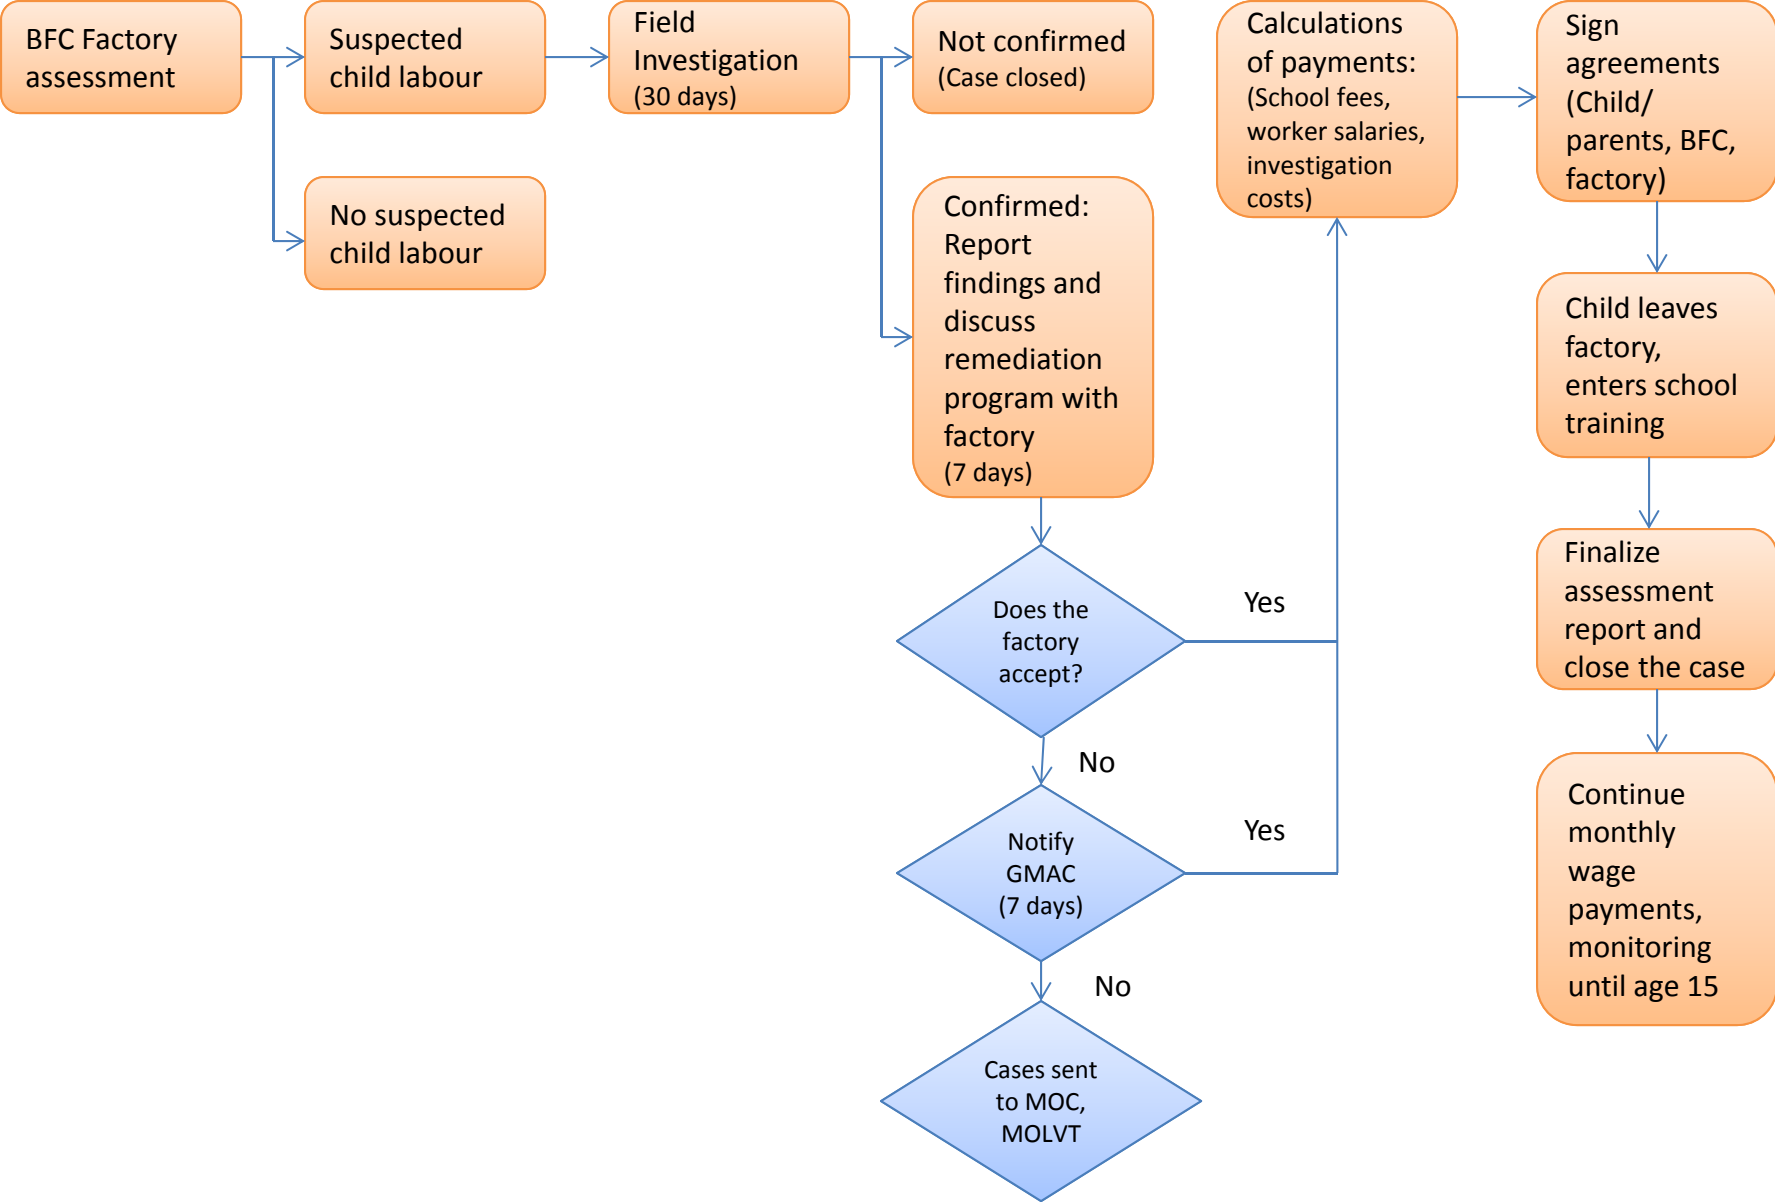 BFC Factory
assessment
Suspected
child labour
No suspected
child labour
Field
Investigation
(30 days)
Not confirmed
(Case closed)
Confirmed:
Report
findings and
discuss
remediation
program with
factory
(7 days)
Does the
factory
accept?
Yes
No
Notify
GMAC
(7 days)
Yes
No
Cases sent
to MOC,
MOLVT
Calculations
of payments:
(School fees,
worker salaries,
investigation
costs)
Sign
agreements
(Child/
parents, BFC,
factory)
Child leaves
factory,
enters school
training
Finalize
assessment
report and
close the case
Continue
monthly
wage
payments,
monitoring
until age 15